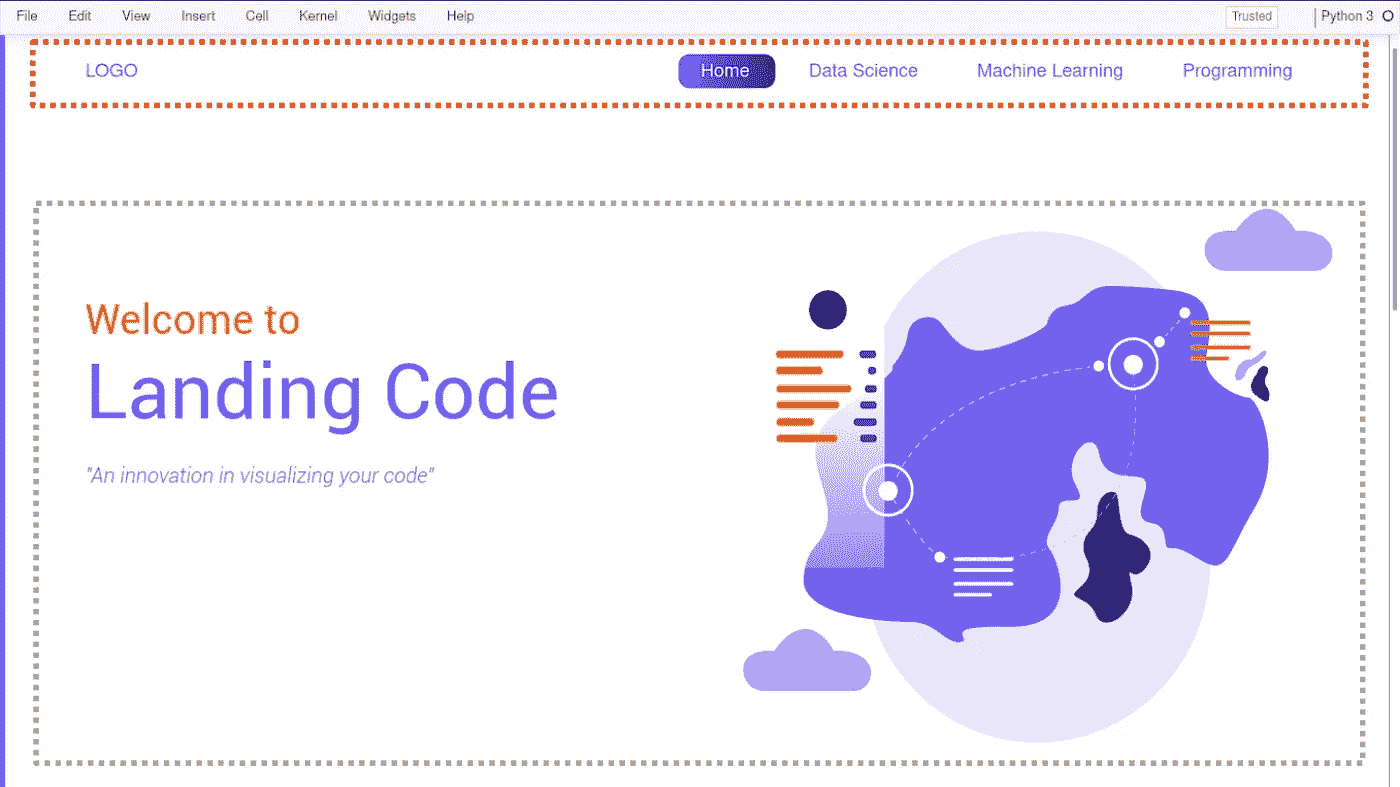 File Edit View Insert Cell Kernel Widgets Help Trusted Python 3
LOGO Home Data Science Machine Learning Programming
Welcome to
Landing Code
"An innovation in visualizing your code"